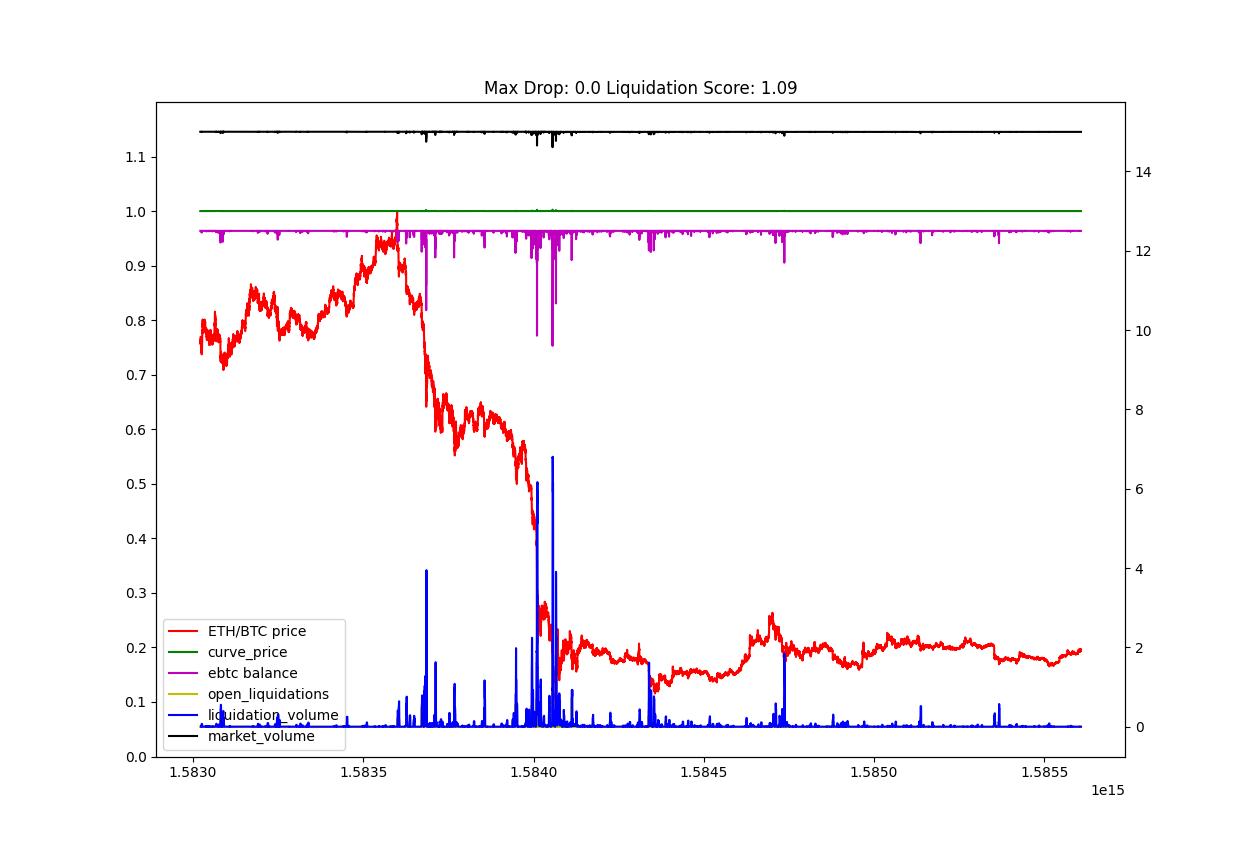 Max Drop: 0.0 Liquidation Score: 1.09
1.1
1.0
0.9
0.8
0.7
0.6
0.5
0.4
0.3
0.2
0.1
0.0
14
12
10
8
6
4
2
0
ETH/BTC price
curve_price
ebtc balance
open_liquidations
liquidation_volume
market_volume
1.5830 1.5835 1.5840 1.5845 1.5850 1.5855
1e15